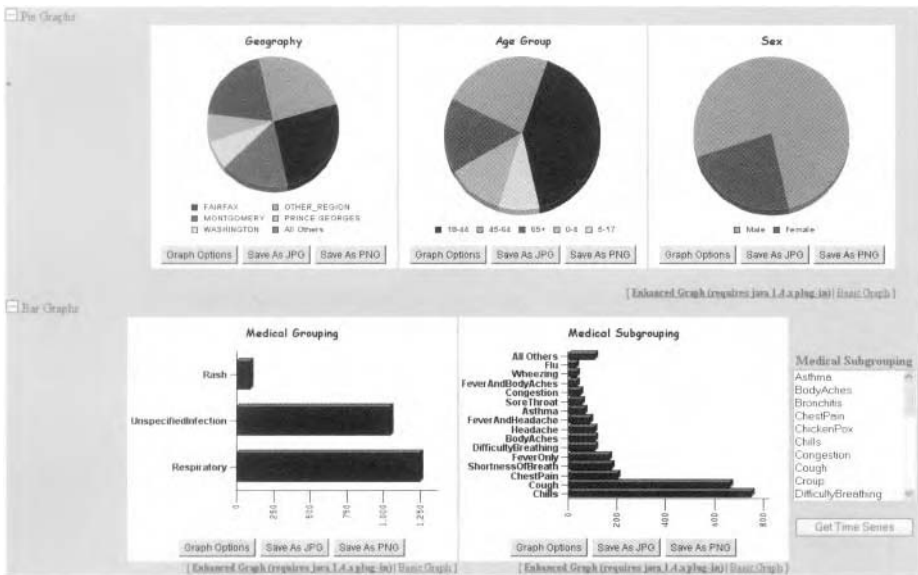 Pie Graphs
Geography
FAIRFAX
OTHER_REGION
MONTGOMERY
PRINCE GEORGES
WASHINGTON
All Others
Graph Options
Save As JPG
Save As PNG
Age Group
18-44
45-64
65+
0-4
5-17
Graph Options
Save As JPG
Save As PNG
Sex
Male
Female
Graph Options
Save As JPG
Save As PNG
[ Enhanced Graph (requires java 1.4.x plug-in) | Basic Graph ]
Bar Graphs
Medical Grouping
Rash
UnspecifiedInfection
Respiratory
0
250
500
750
1,000
1,250
Graph Options
Save As JPG
Save As PNG
[ Enhanced Graph (requires java 1.4.x plug-in) | Basic Graph ]
Medical Subgrouping
All Others
Flu
Wheezing
FeverAndBodyAches
Congestion
SoreThroat
Asthma
FeverAndHeadache
Headache
BodyAches
DifficultyBreathing
FeverOnly
ShortnessOfBreath
ChestPain
Cough
Chills
0
200
400
600
800
Graph Options
Save As JPG
Save As PNG
[ Enhanced Graph (requires java 1.4.x plug-in) | Basic Graph ]
Medical Subgrouping
Asthma
BodyAches
Bronchitis
ChestPain
ChickenPox
Chills
Congestion
Cough
Croup
DifficultyBreathing
Get Time Series